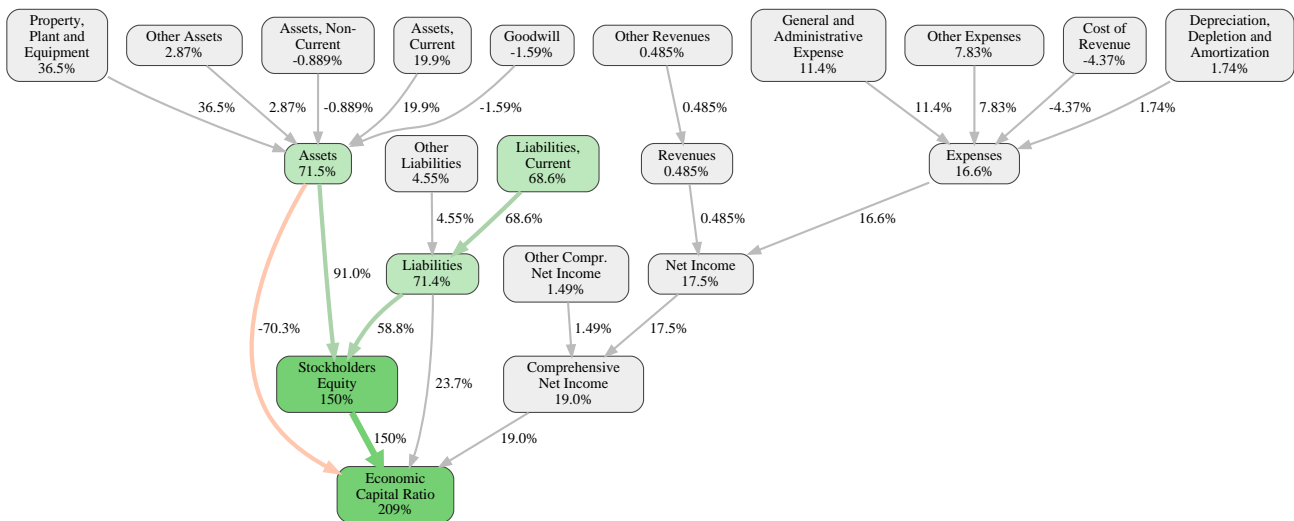 Property,
Plant and
Equipment
36.5%
Other Assets
2.87%
Assets, Non-
Current
-0.889%
Assets,
Current
19.9%
Goodwill
-1.59%
Other Revenues
0.485%
General and
Administrative
Expense
11.4%
Other Expenses
7.83%
Cost of
Revenue
-4.37%
Depreciation,
Depletion and
Amortization
1.74%
36.5%
2.87%
-0.889%
19.9%
-1.59%
0.485%
11.4%
7.83%
-4.37%
1.74%
Assets
71.5%
Other
Liabilities
4.55%
Liabilities,
Current
68.6%
Revenues
0.485%
Expenses
16.6%
4.55%
68.6%
0.485%
16.6%
91.0%
Liabilities
71.4%
Other Compr.
Net Income
1.49%
Net Income
17.5%
-70.3%
58.8%
1.49%
17.5%
Stockholders
Equity
150%
23.7%
Comprehensive
Net Income
19.0%
150%
19.0%
Economic
Capital Ratio
209%